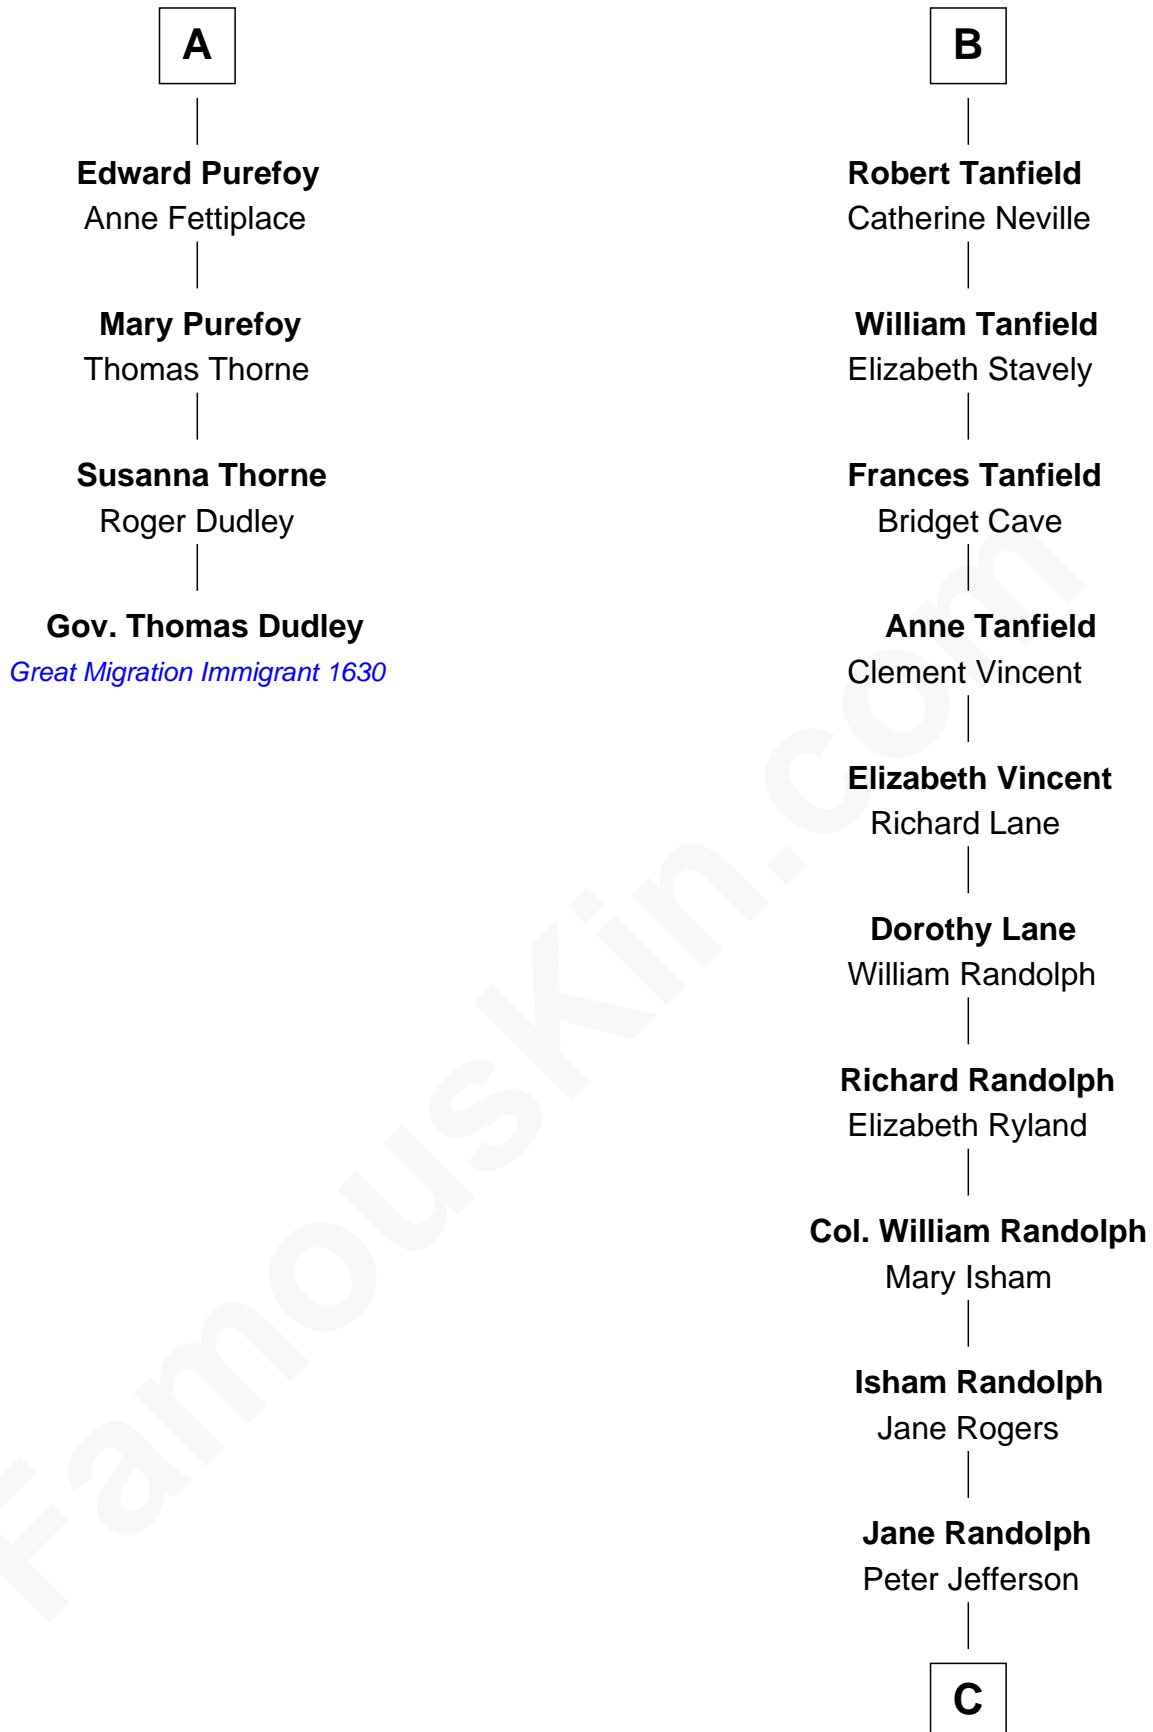 A
Edward Purefoy
Anne Fettiplace
Mary Purefoy
Thomas Thorne
Susanna Thorne
Roger Dudley
Gov. Thomas Dudley
Great Migration Immigrant 1630
B
Robert Tanfield
Catherine Neville
William Tanfield
Elizabeth Stavely
Frances Tanfield
Bridget Cave
Anne Tanfield
Clement Vincent
Elizabeth Vincent
Richard Lane
Dorothy Lane
William Randolph
Richard Randolph
Elizabeth Ryland
Col. William Randolph
Mary Isham
Isham Randolph
Jane Rogers
Jane Randolph
Peter Jefferson
C
FamousKin.com